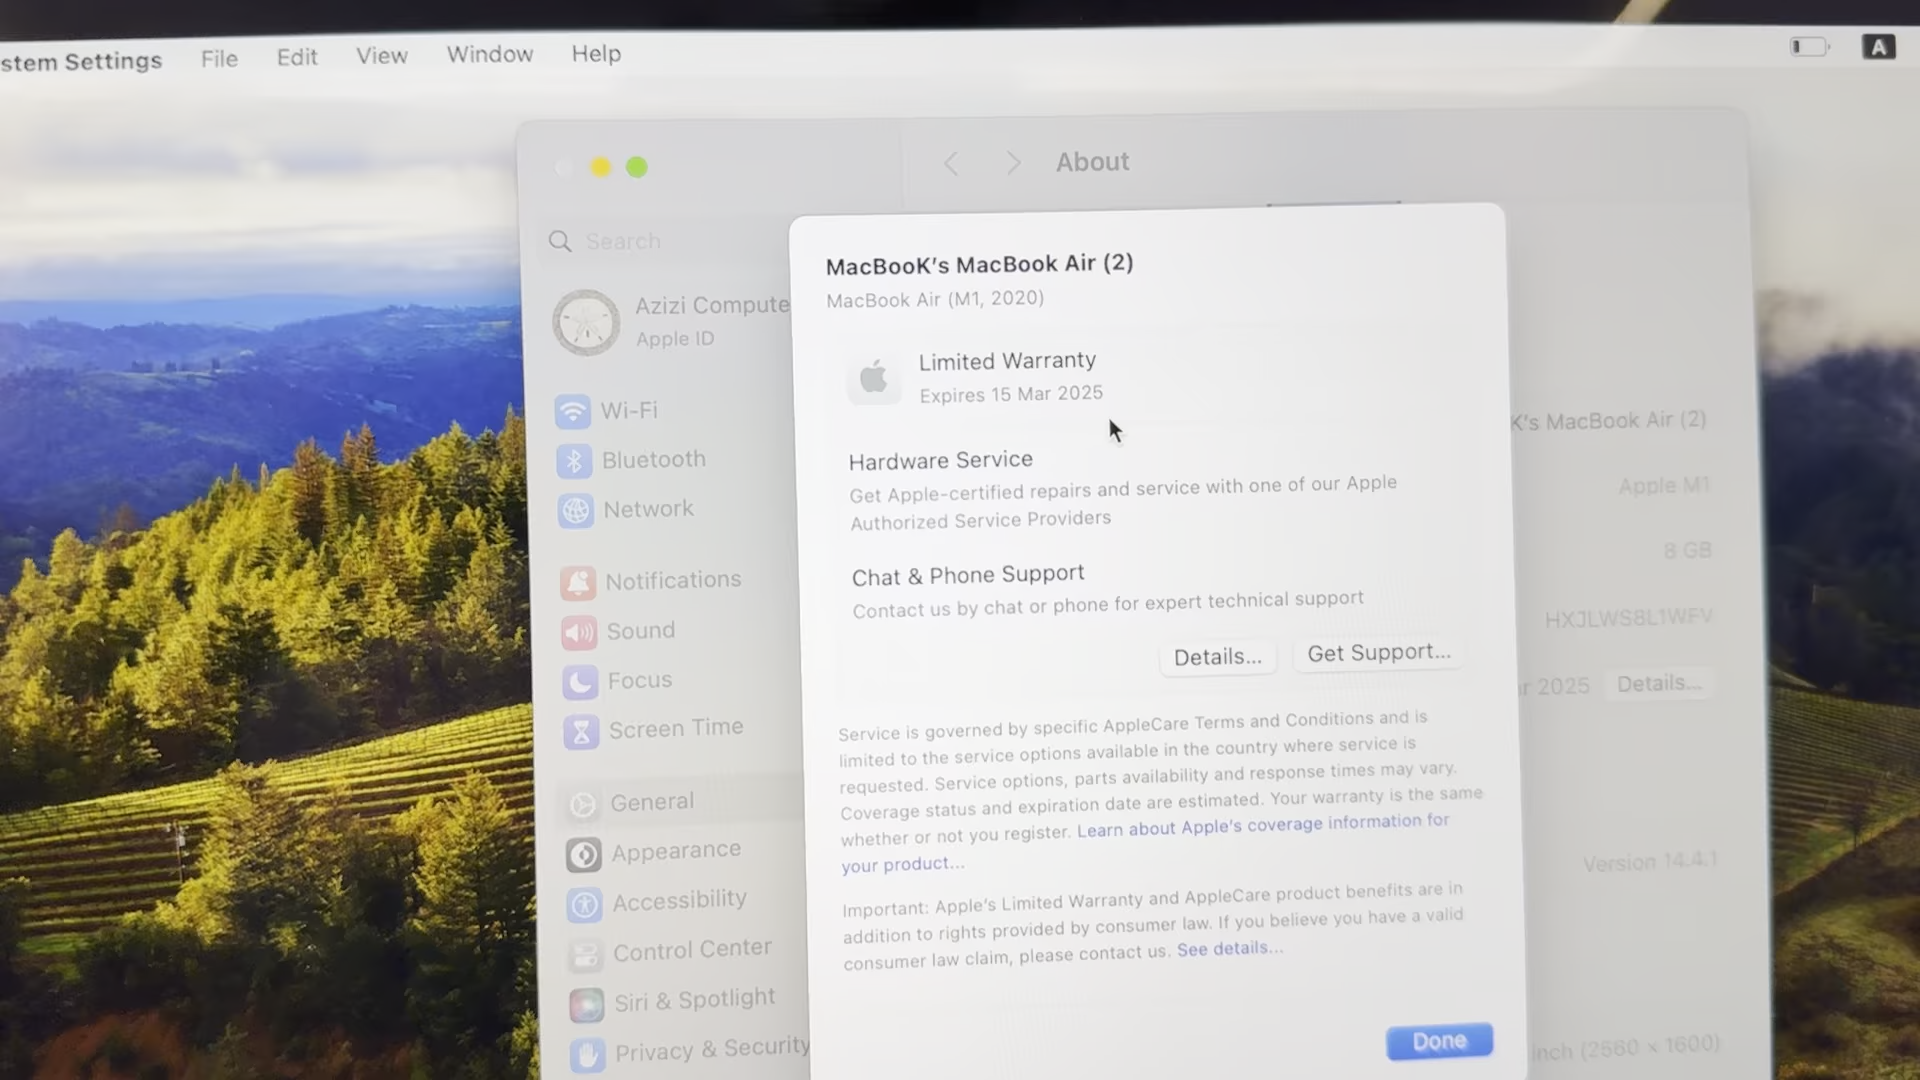 stem Settings File Edit View Window Help
A
About
Search
Azizi Compute
Apple ID
Wi-Fi
Bluetooth
Network
Notifications
Sound
Focus
Screen Time
General
Appearance
Accessibility
Control Center
Siri & Spotlight
Privacy & Security
MacBooK's MacBook Air (2)
MacBook Air (M1, 2020)
Limited Warranty
Expires 15 Mar 2025
Hardware Service
Get Apple-certified repairs and service with one of our Apple
Authorized Service Providers
Chat & Phone Support
Contact us by chat or phone for expert technical support
Details... Get Support...
Service is governed by specific AppleCare Terms and Conditions and is
limited to the service options available in the country where service is
requested. Service options, parts availability and response times may vary.
Coverage status and expiration date are estimated. Your warranty is the same
whether or not you register. Learn about Apple's coverage information for
your product...
Important: Apple's Limited Warranty and AppleCare product benefits are in
addition to rights provided by consumer law. If you believe you have a valid
consumer law claim, please contact us. See details...
Done
K's MacBook Air (2)
Apple M1
8 GB
HXJLWS8L1WFV
r 2025 Details...
Version 14.4.1
inch (2560 × 1600)